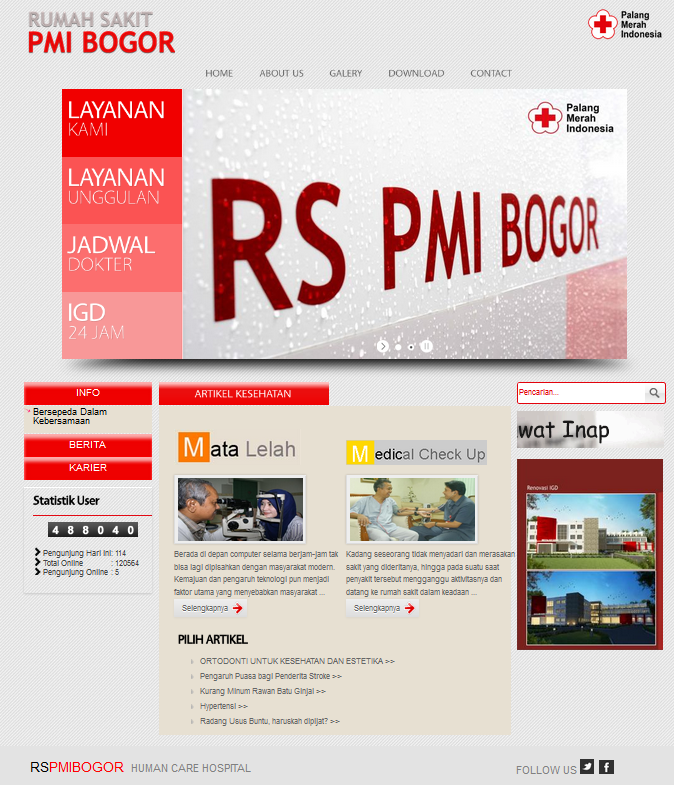 RUMAH SAKIT
PMI BOGOR
Palang
Merah
Indonesia
HOME ABOUT US GALERY DOWNLOAD CONTACT
LAYANAN
KAMI
LAYANAN
UNGGULAN
JADWAL
DOKTER
IGD
24 JAM
Palang
Merah
Indonesia
RS PMI BOGOR
INFO
Bersepeda Dalam
Kebersamaan
BERITA
KARIER
Statistik User
488040
Pengunjung Hari ini: 114
Total Online : 120564
Pengunjung Online : 5
ARTIKEL KESEHATAN
Mata Lelah
Berada di depan computer selama berjam-jam tak
bisa lagi dipisahkan dengan masyarakat modern.
Kemajuan dan pengaruh teknologi pun menjadi
faktor utama yang menyebabkan masyarakat ...
Selengkapnya
Medical Check Up
Kadang seseorang tidak menyadari dan merasakan
sakit yang dideritanya, hingga pada suatu saat
penyakit tersebut mengganggu aktivitasnya dan
datang ke rumah sakit dalam keadaan ...
Selengkapnya
PILIH ARTIKEL
ORTODONTI UNTUK KESEHATAN DAN ESTETIKA >>
Pengaruh Puasa bagi Penderita Stroke >>
Kurang Minum Rawan Batu Ginjal >>
Hypertensi >>
Radang Usus Buntu, haruskah dipijat? >>
Pencarian...
wat Inap
Renovasi IGD
RSPMIBOGOR HUMAN CARE HOSPITAL
FOLLOW US